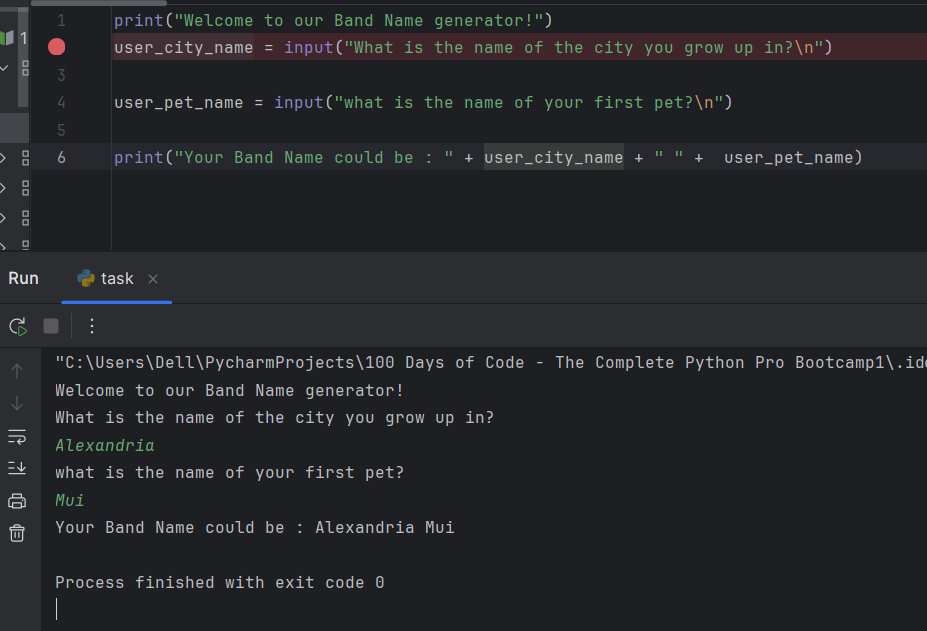 1
1 print("Welcome to our Band Name generator!")
user_city_name = input("What is the name of the city you grow up in?\n")
3
4 user_pet_name = input("what is the name of your first pet?\n")
5
6 print("Your Band Name could be : " + user_city_name + " " +  user_pet_name)
Run task
"C:\Users\Dell\PycharmProjects\100 Days of Code - The Complete Python Pro Bootcamp1\.ide
Welcome to our Band Name generator!
What is the name of the city you grow up in?
Alexandria
what is the name of your first pet?
Mui
Your Band Name could be : Alexandria Mui
Process finished with exit code 0